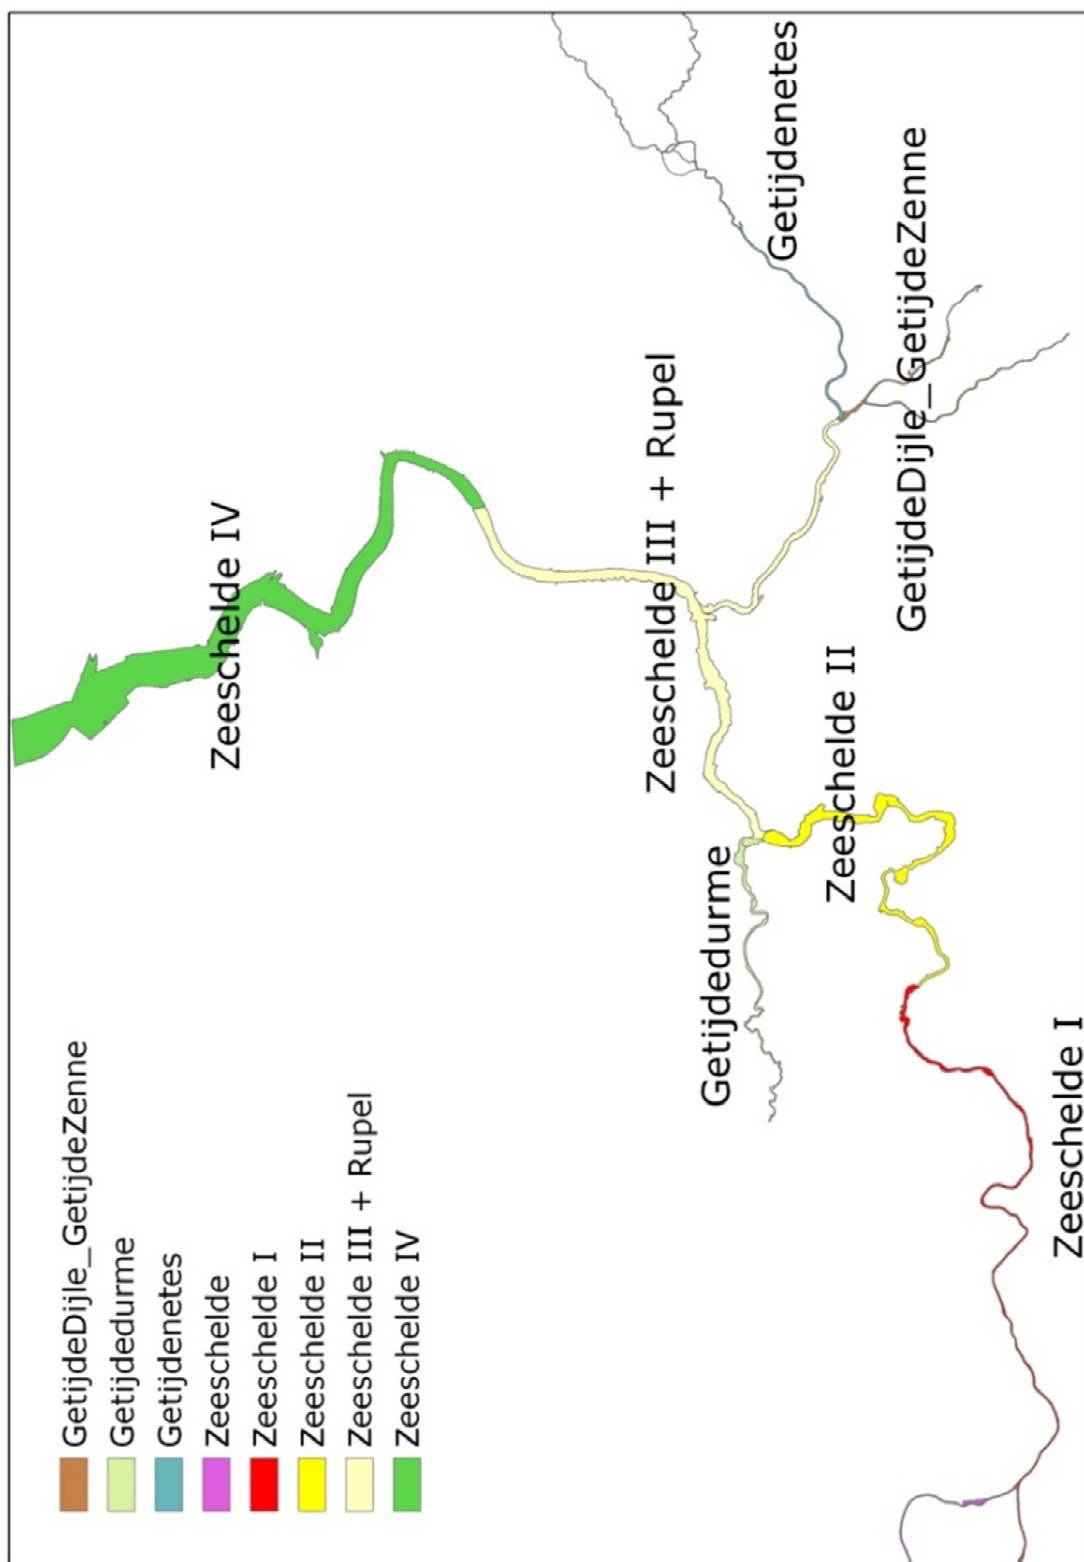 GetijdeDijle_GetijdeZenne
Getijdedurme
Getijdenetes
Zeeschelde
Zeeschelde I
Zeeschelde II
Zeeschelde III + Rupel
Zeeschelde IV
Zeeschelde IV
Zeeschelde III + Rupel
Getijdenetes
GetijdeDijle_GetijdeZenne
Getijdedurme
Zeeschelde II
Zeeschelde I